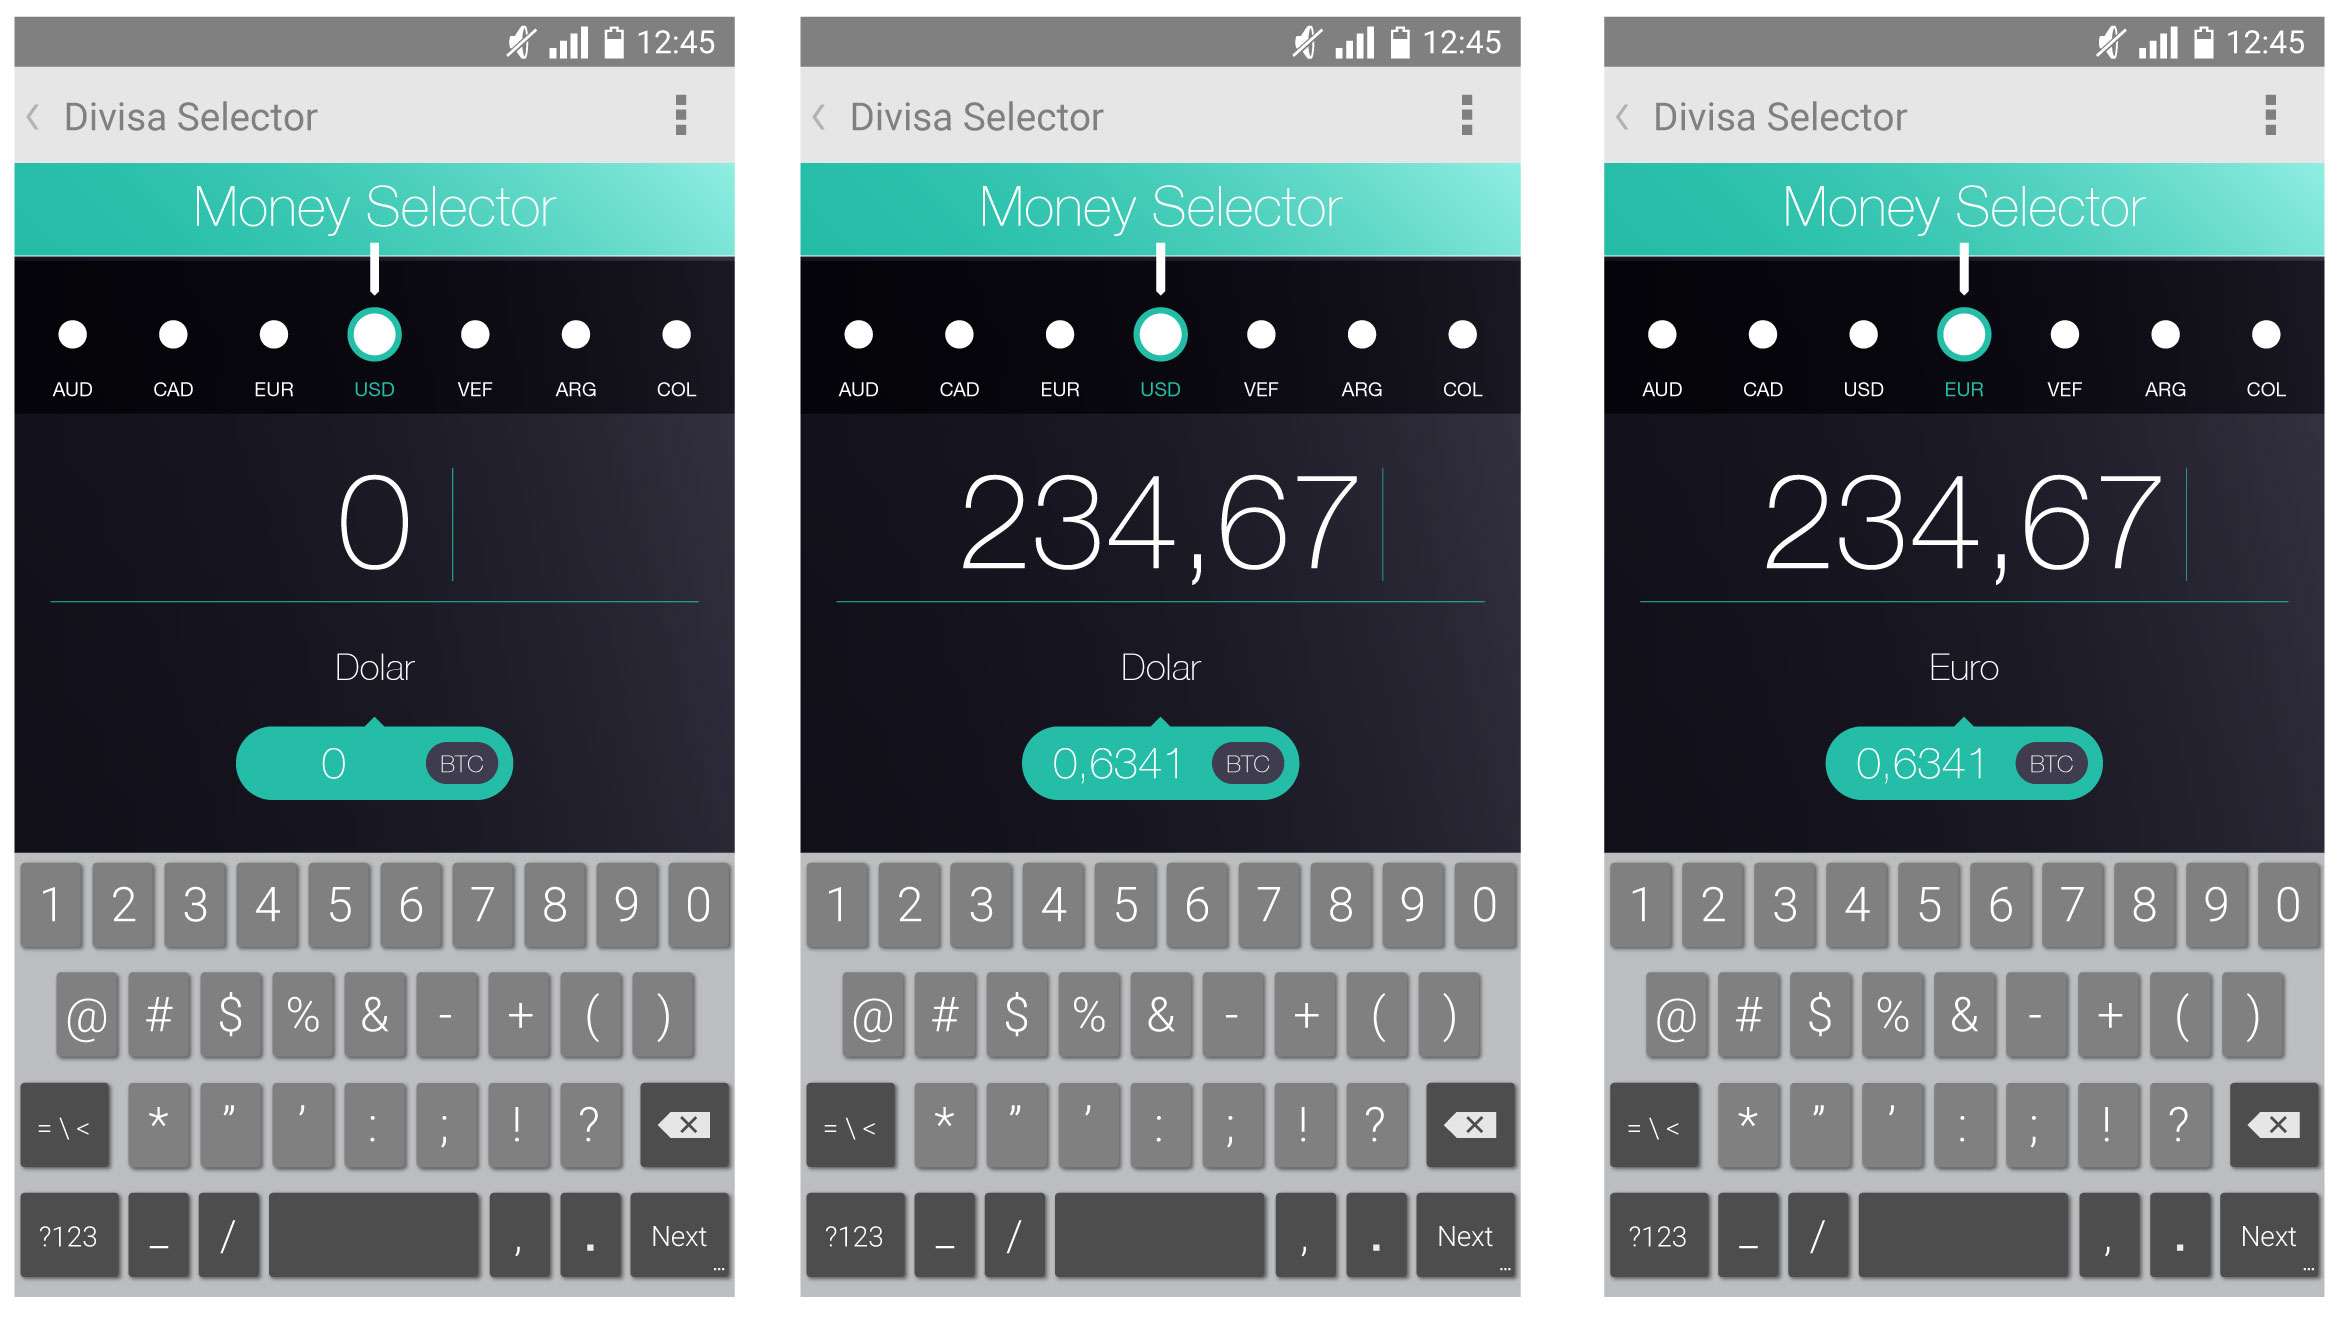 12:45
Divisa Selector
Money Selector
AUD CAD EUR USD VEF ARG COL
0
Dolar
0 BTC
1 2 3 4 5 6 7 8 9 0
@ # $ % & - + ( )
= \ < * ” ’ : ; ! ?
?123 _ / , . Next
12:45
Divisa Selector
Money Selector
AUD CAD EUR USD VEF ARG COL
234,67
Dolar
0,6341 BTC
1 2 3 4 5 6 7 8 9 0
@ # $ % & - + ( )
= \ < * ” ’ : ; ! ?
?123 _ / , . Next
12:45
Divisa Selector
Money Selector
AUD CAD USD EUR VEF ARG COL
234,67
Euro
0,6341 BTC
1 2 3 4 5 6 7 8 9 0
@ # $ % & - + ( )
= \ < * ” ’ : ; ! ?
?123 _ / , . Next